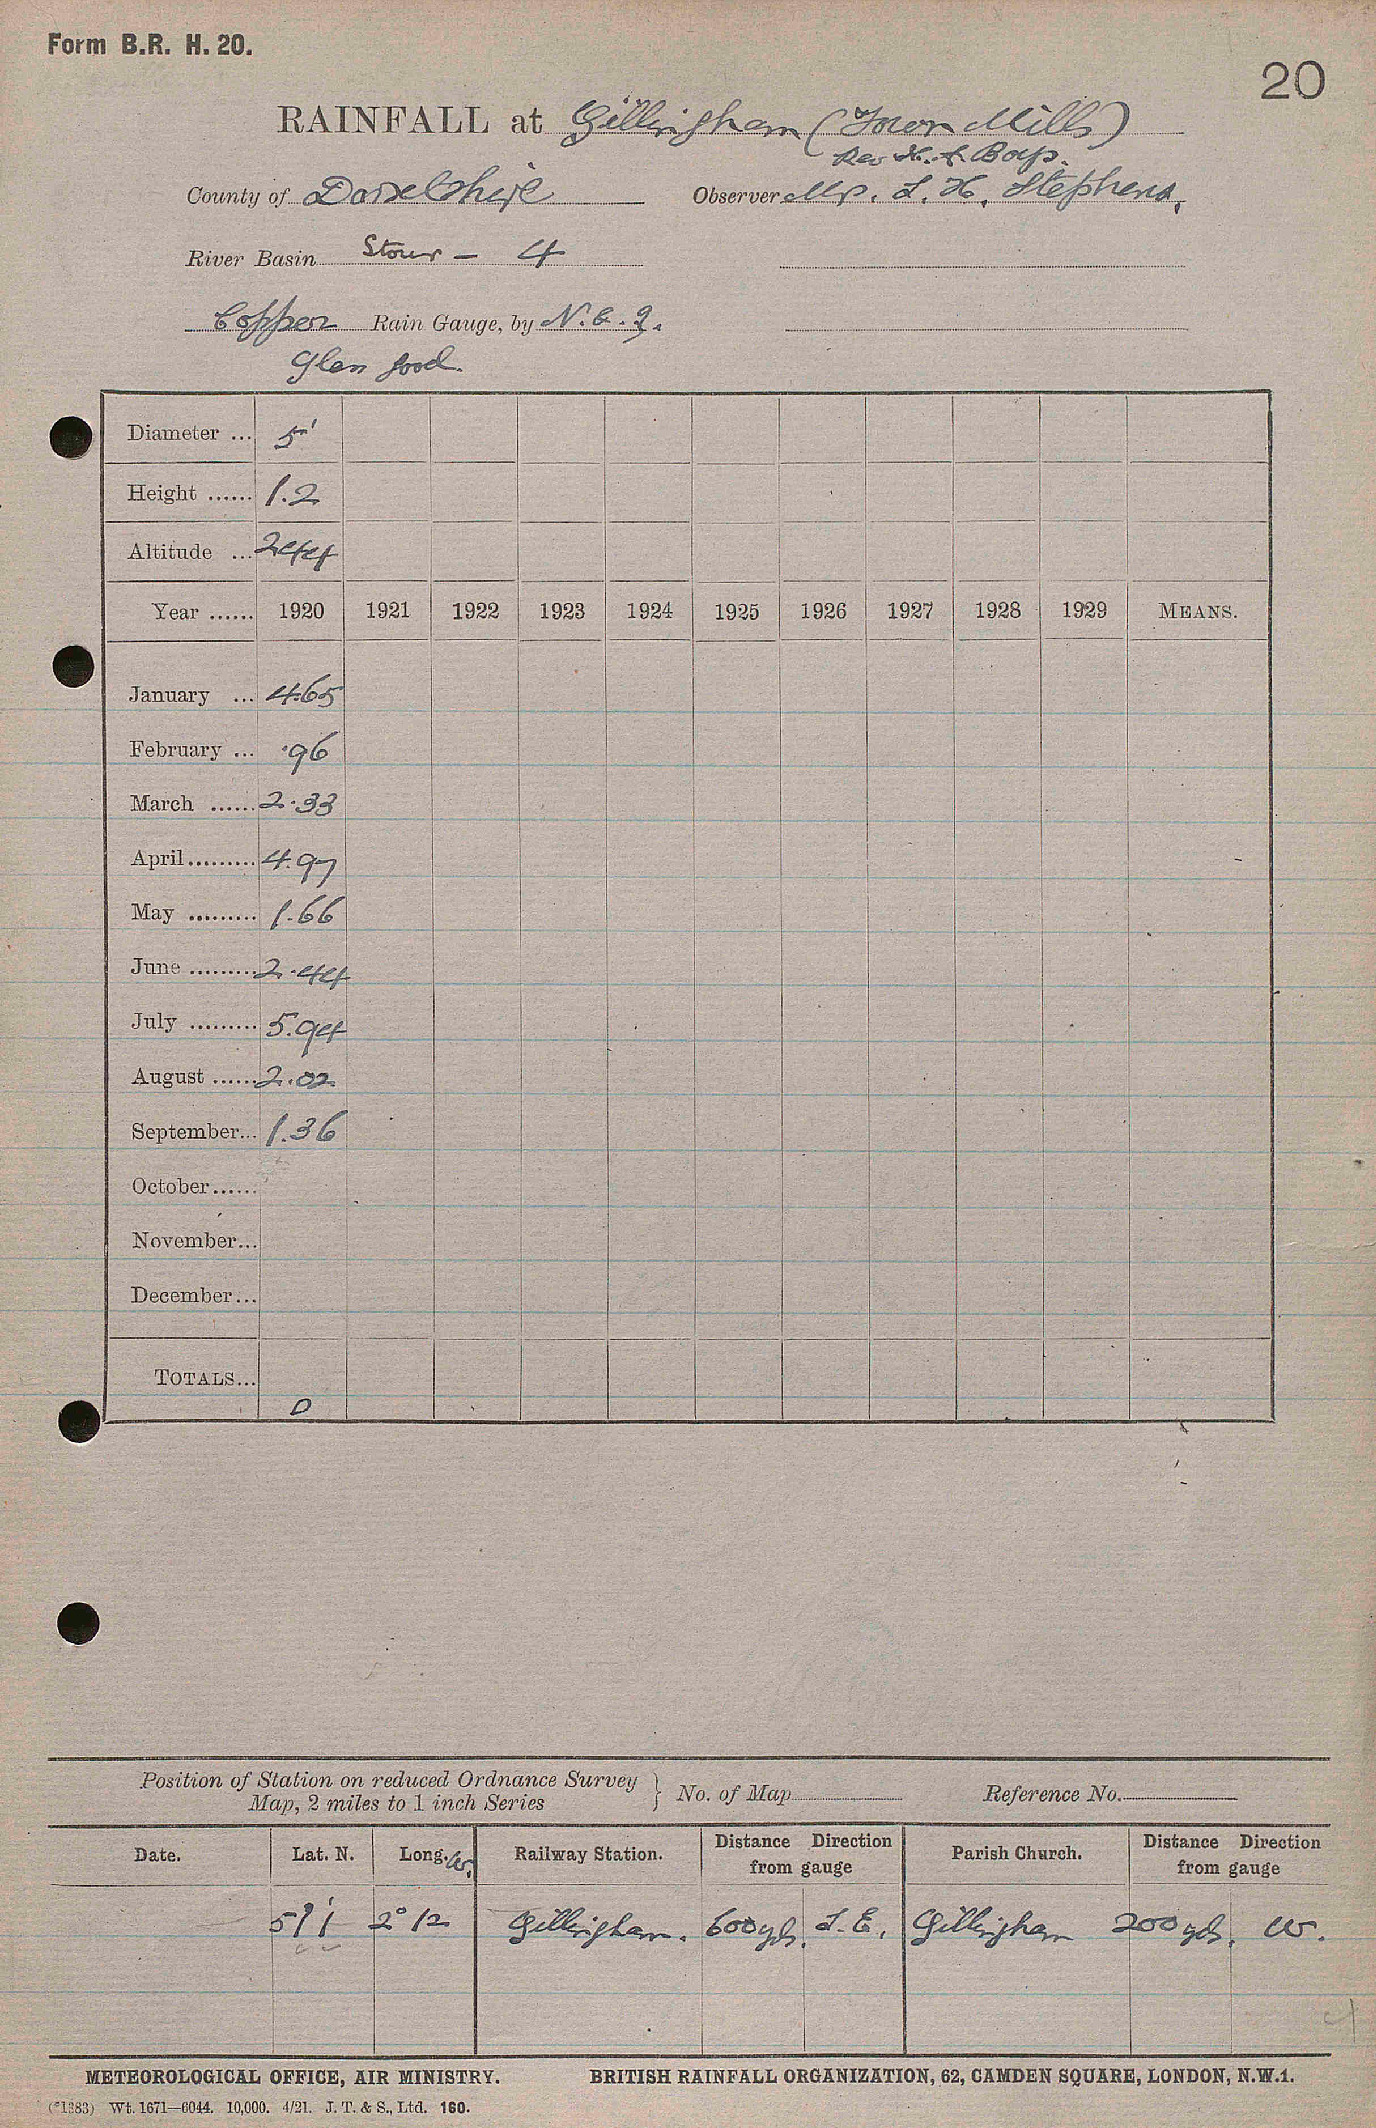 Form B.R. H. 20.
20
RAINFALL at Gillingham (Town Mills)
Rev H. A. Boys.
County of Dorsetshire Observer Mr. S. H. Stephens,
River Basin Stour — 4
Copper Rain Gauge, by N. & Z.
Glass good.
Diameter ... 5'
Height ...... 1.2
Altitude ... 244
Year ...... 1920 1921 1922 1923 1924 1925 1926 1927 1928 1929 MEANS.
January ... 4.65
February ... .96
March ...... 2.33
April ......... 4.97
May ......... 1.66
June ......... 2.44
July ......... 5.94
August ...... 2.02
September... 1.36
October......
November...
December...
TOTALS...
D
Position of Station on reduced Ordnance Survey
Map, 2 miles to 1 inch Series } No. of Map Reference No.
Date. Lat. N. Long. W. Railway Station. Distance Direction from gauge Parish Church. Distance Direction from gauge
51° 1' 2° 12 Gillingham. 600 yds. S. E. Gillingham 200 yds. W.
METEOROLOGICAL OFFICE, AIR MINISTRY. BRITISH RAINFALL ORGANIZATION, 62, CAMDEN SQUARE, LONDON, N.W.1.
(*1383) Wt. 1671—6044. 10,000. 4/21. J. T. & S., Ltd. 160.